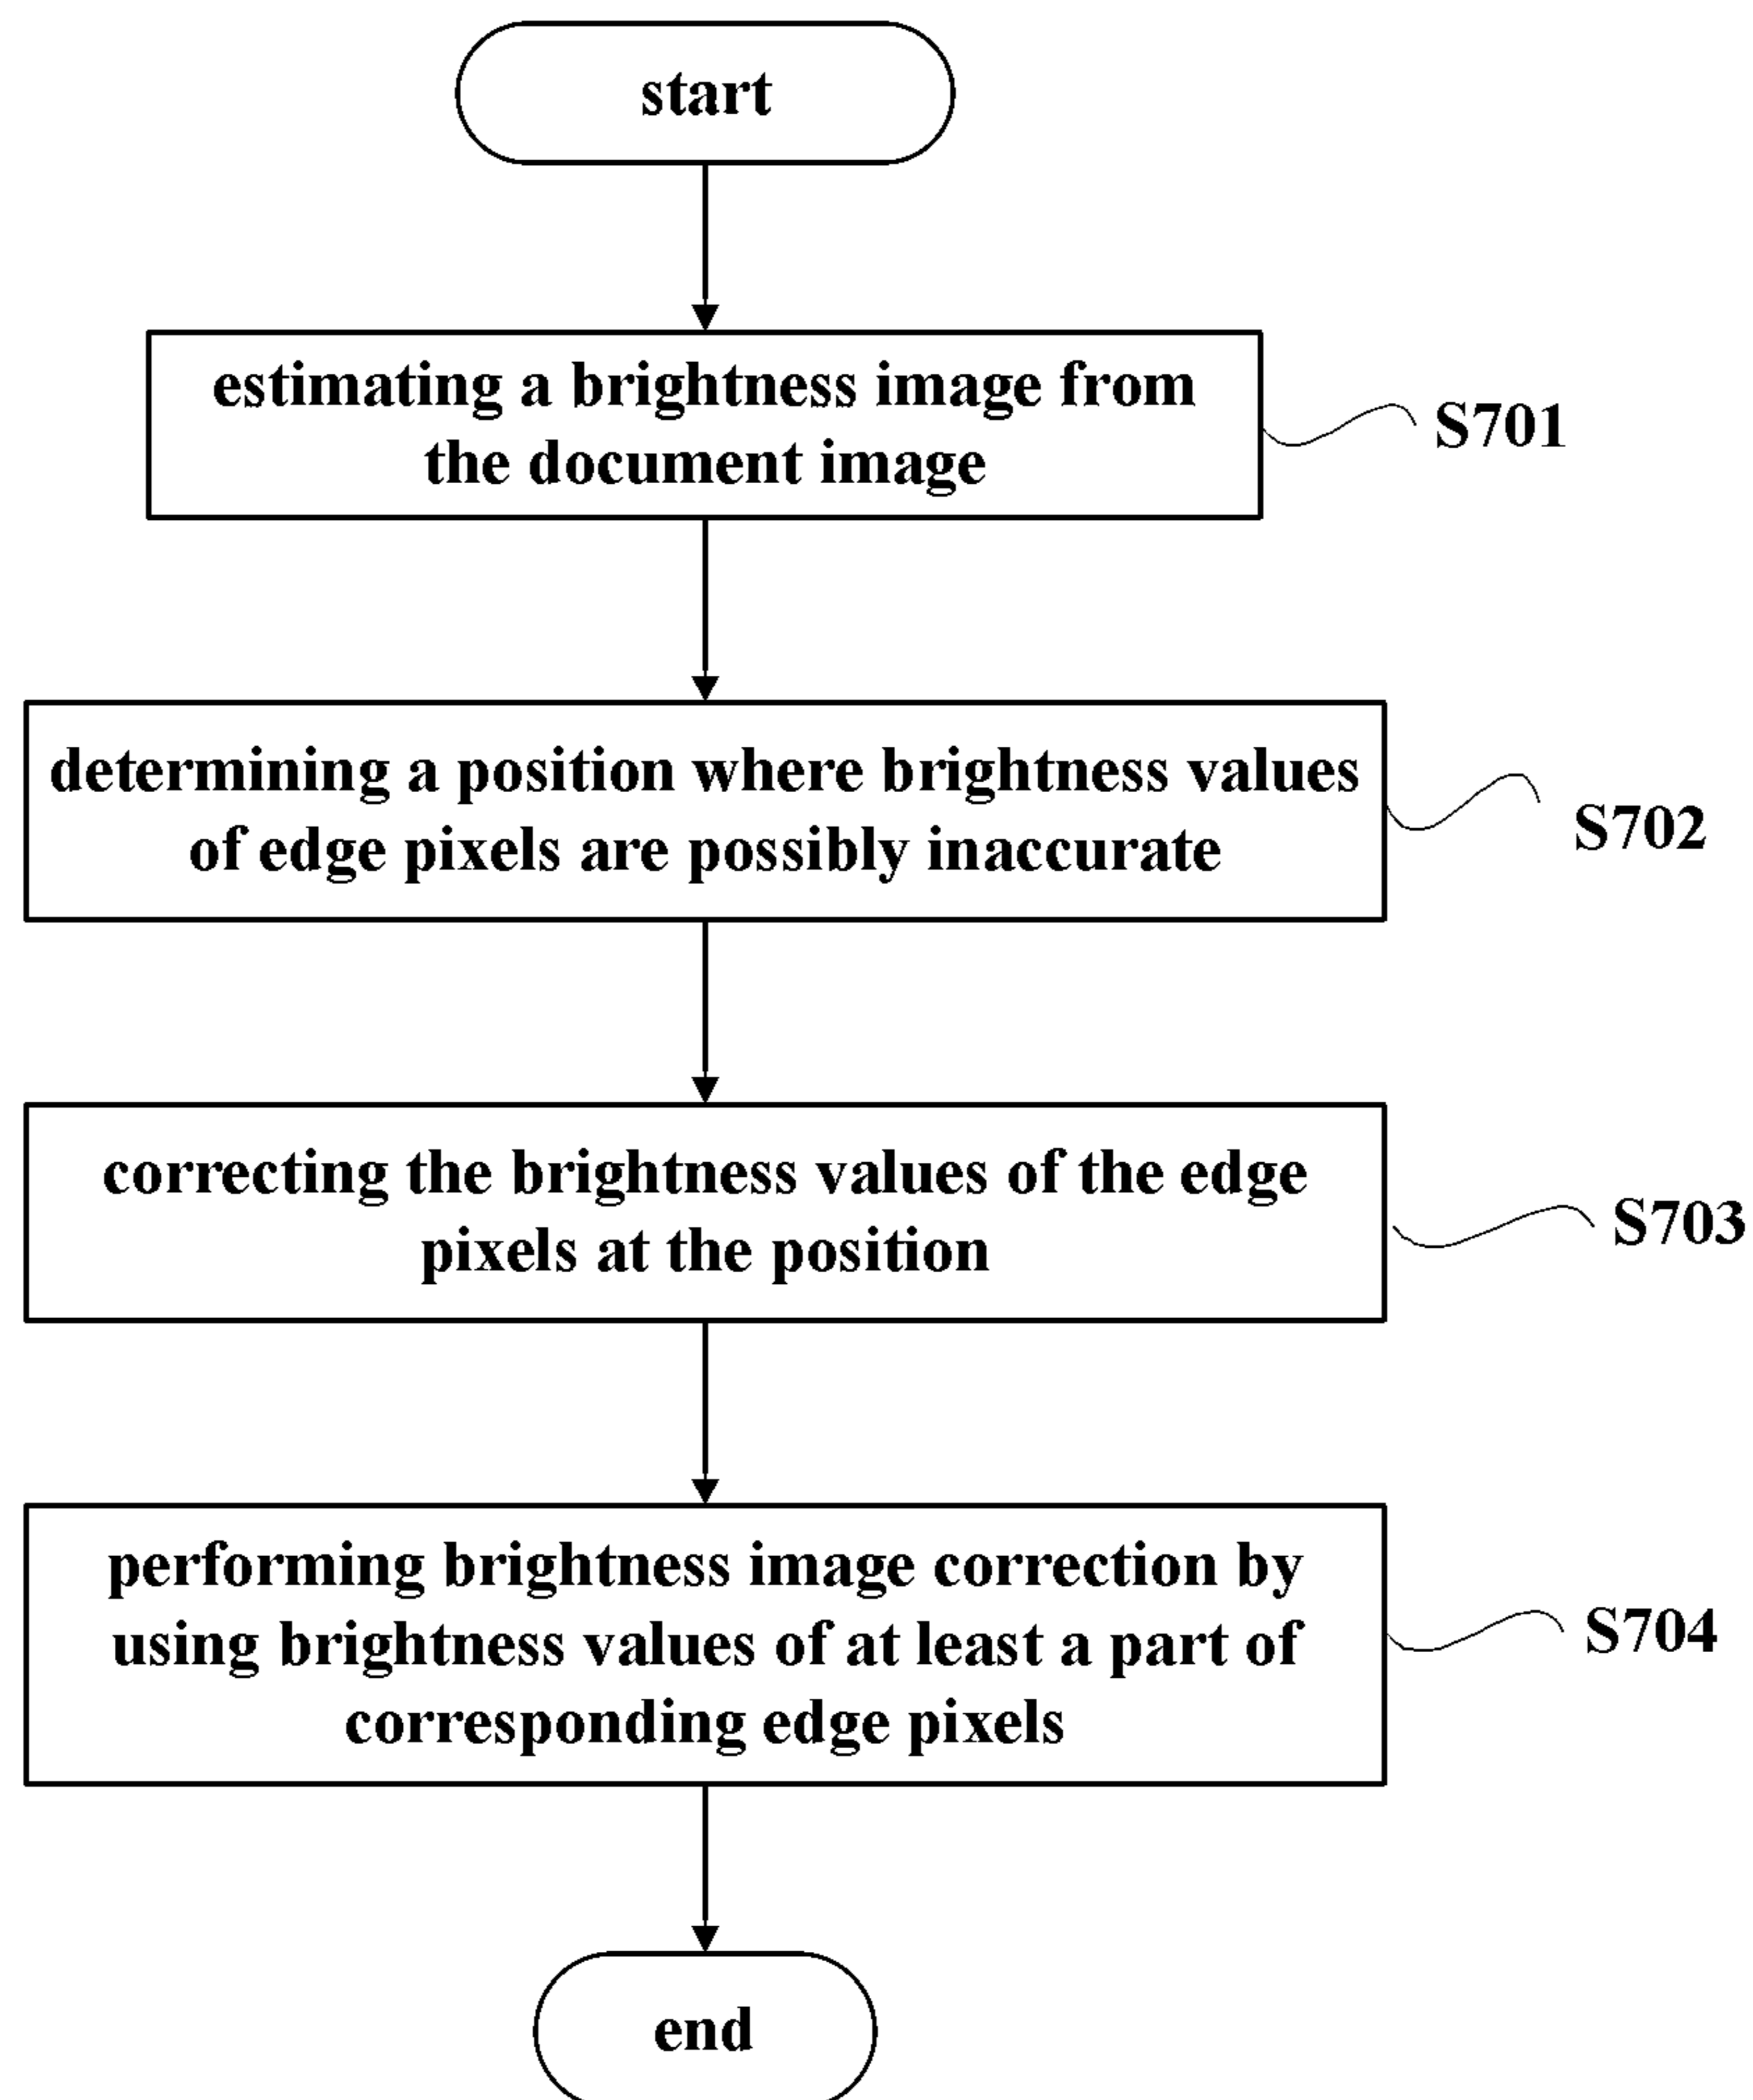 start
estimating a brightness image from
the document image
S701
determining a position where brightness values
of edge pixels are possibly inaccurate
S702
correcting the brightness values of the edge
pixels at the position
S703
performing brightness image correction by
using brightness values of at least a part of
corresponding edge pixels
S704
end